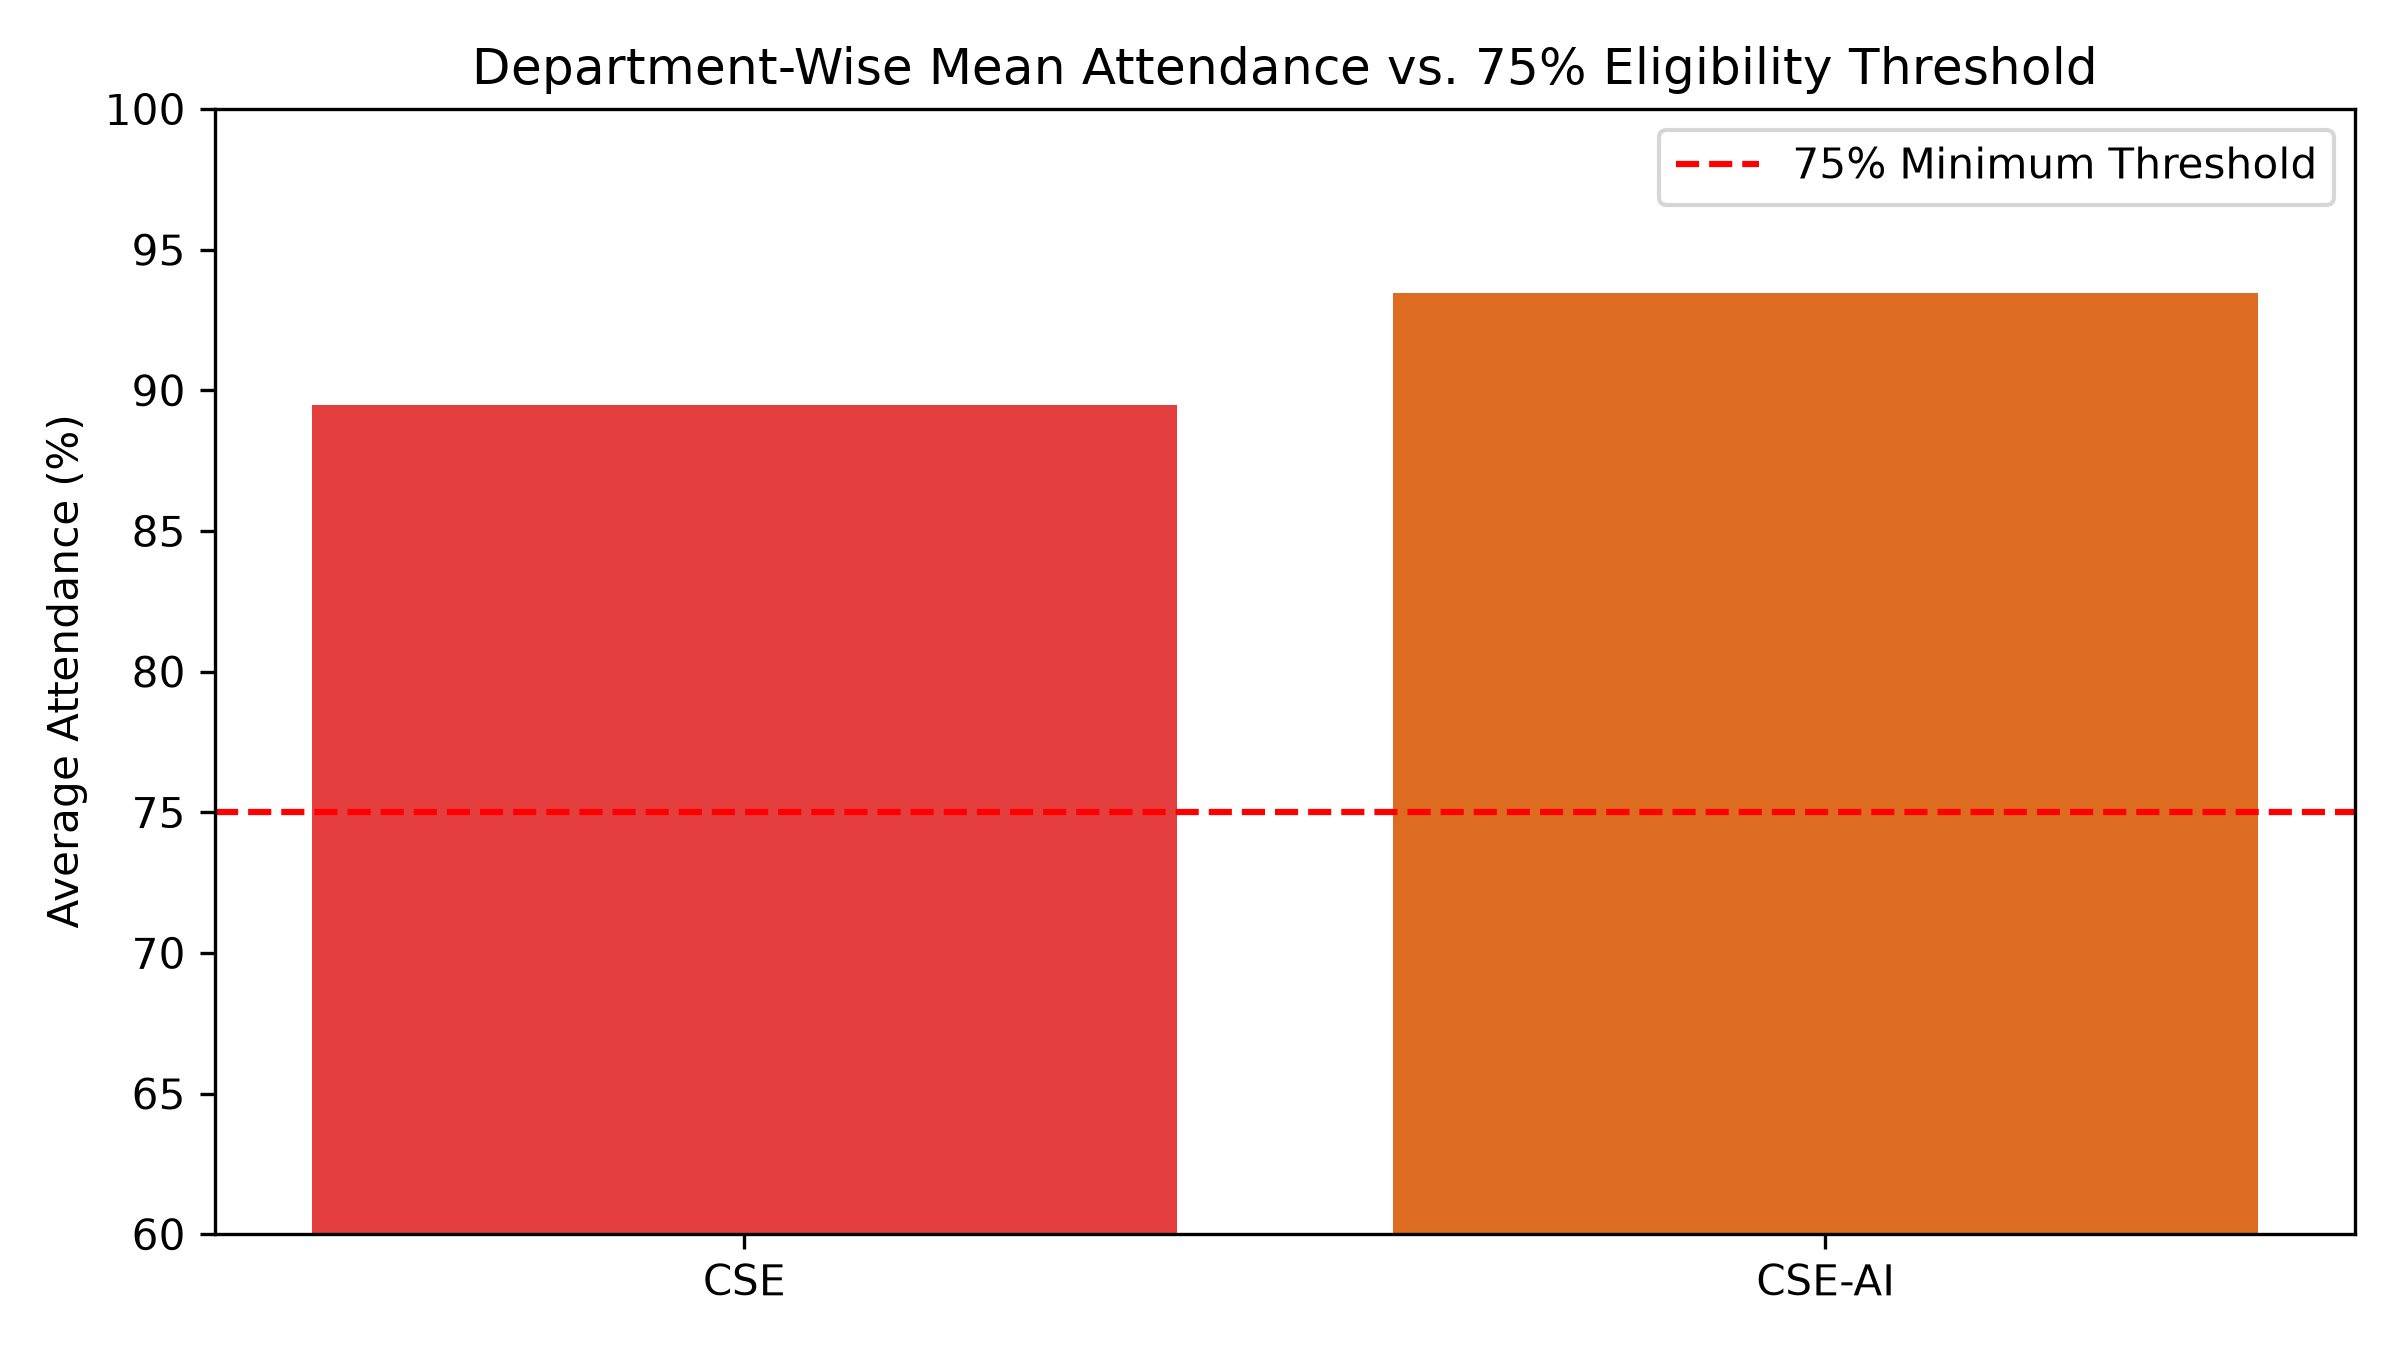 Department-Wise Mean Attendance vs. 75% Eligibility Threshold
75% Minimum Threshold
Average Attendance (%)
100
95
90
85
80
75
70
65
60
CSE
CSE-AI